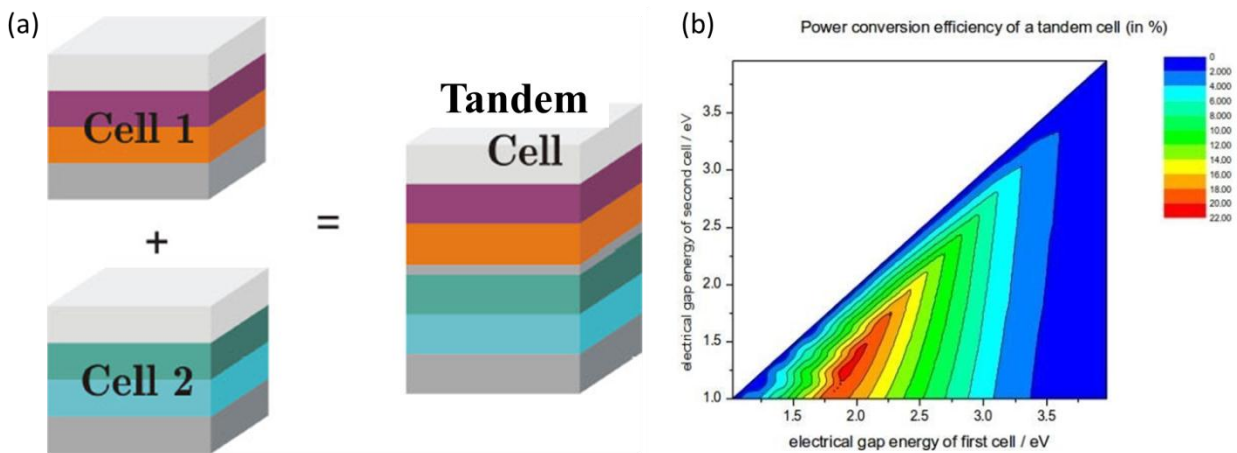 (a)
Cell 1
+
Cell 2
=
Tandem
Cell
(b)
Power conversion efficiency of a tandem cell (in %)
electrical gap energy of second cell / eV
3.5
3.0
2.5
2.0
1.5
1.0
1.5
2.0
2.5
3.0
3.5
electrical gap energy of first cell / eV
0
2.000
4.000
6.000
8.000
10.00
12.00
14.00
16.00
18.00
20.00
22.00